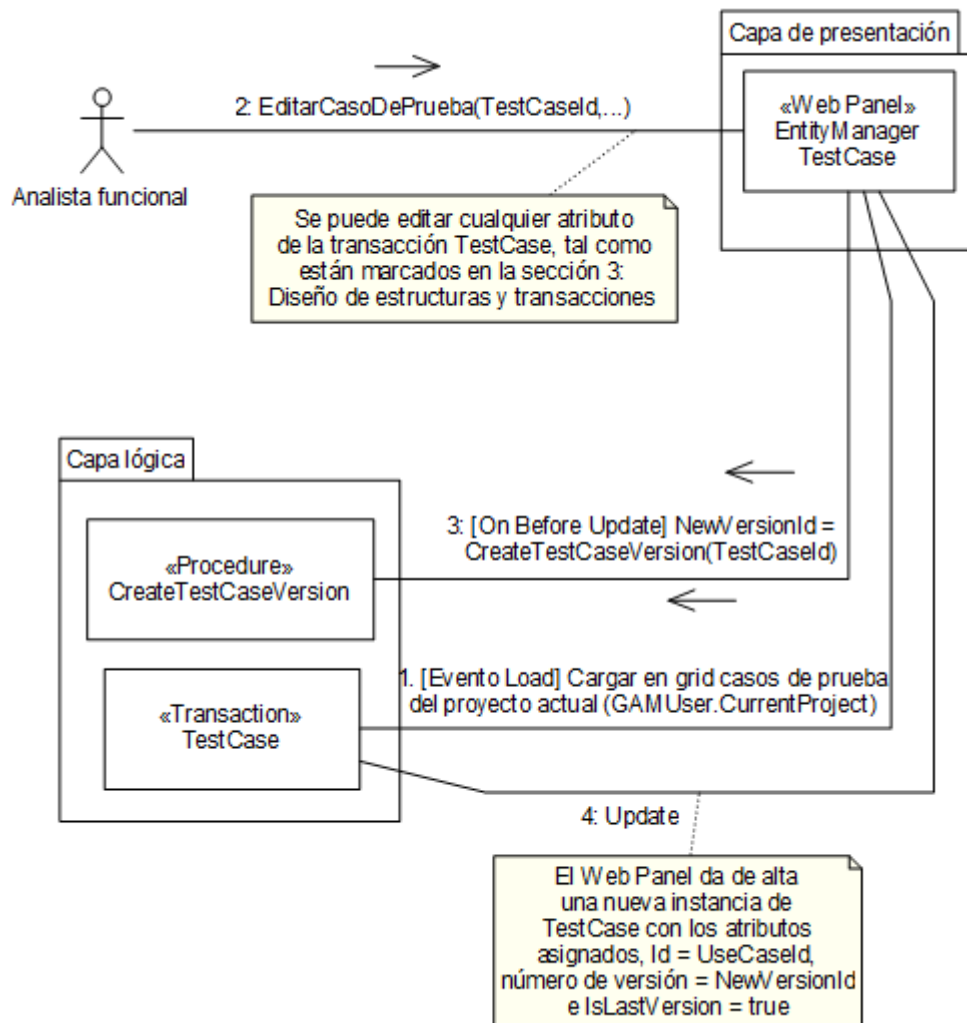 Capa de presentación
«Web Panel»
EntityManager
TestCase
2: EditarCasoDePrueba(TestCaseId,...)
Analista funcional
Se puede editar cualquier atributo
de la transacción TestCase, tal como
están marcados en la sección 3:
Diseño de estructuras y transacciones
Capa lógica
3: [On Before Update] NewVersionId =
CreateTestCaseVersion(TestCaseId)
«Procedure»
CreateTestCaseVersion
1. [Evento Load] Cargar en grid casos de prueba
del proyecto actual (GAMUser.CurrentProject)
«Transaction»
TestCase
4: Update
El Web Panel da de alta
una nueva instancia de
TestCase con los atributos
asignados, Id = UseCaseId,
número de versión = NewVersionId
e IsLastVersion = true